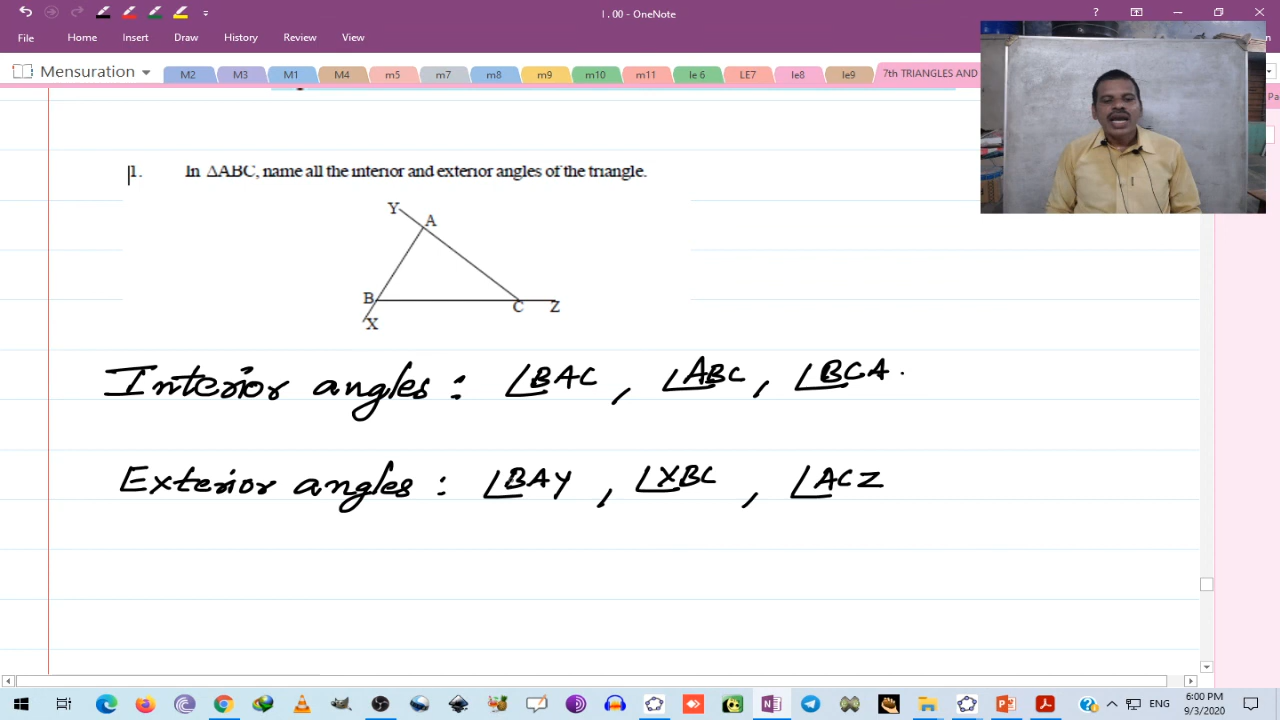 1.00 - OneNote
File Home Insert Draw History Review View
Mensuration M2 M3 M1 M4 m5 m7 m8 m9 m10 m11 le 6 LE7 le8 le9 7th TRIANGLES AND
Pa
1. In ΔABC, name all the interior and exterior angles of the triangle.
Y
A
B
C Z
X
Interior angles : ∠BAC , ∠ABC , ∠BCA .
Exterior angles : ∠BAY , ∠XBC , ∠ACZ
6:00 PM
ENG
9/3/2020